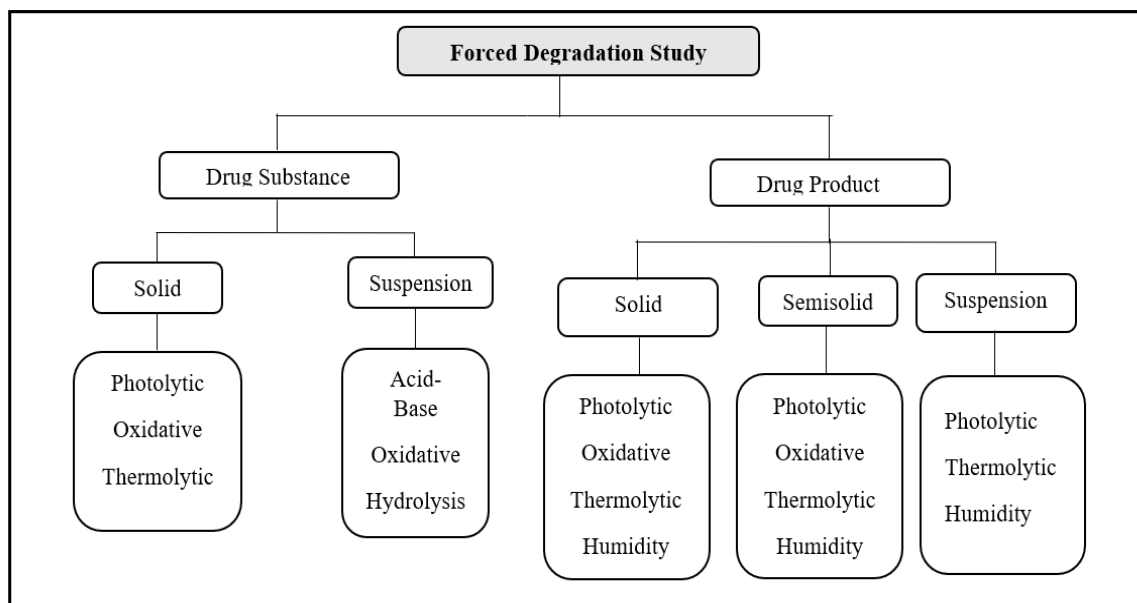 Forced Degradation Study
Drug Substance
Drug Product
Solid
Suspension
Solid
Semisolid
Suspension
Photolytic
Oxidative
Thermolytic
Acid-
Base
Oxidative
Hydrolysis
Photolytic
Oxidative
Thermolytic
Humidity
Photolytic
Oxidative
Thermolytic
Humidity
Photolytic
Thermolytic
Humidity